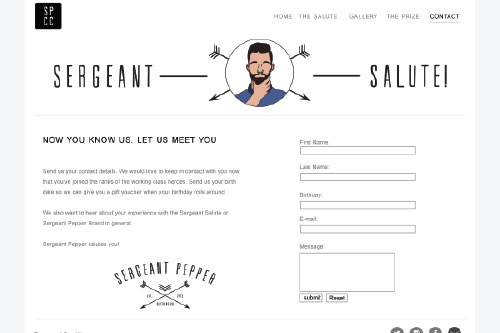 SP
CC
HOME THE SALUTE GALLERY THE PRIZE CONTACT
SERGEANT SALUTE!
NOW YOU KNOW US, LET US MEET YOU
Send us your contact details. We would love to keep in contact with you now
that you've joined the ranks of the working class heroes. Send us your birth
date so we can give you a gift voucher when your birthday rolls around.
We also want to hear about your experience with the Sergeant Salute or
Sergeant Pepper Brand in general.
Sergeant Pepper salutes you!
First Name:
Last Name:
Birthday:
E-mail:
Message:
submit Reset
SERGEANT PEPPER
EST.